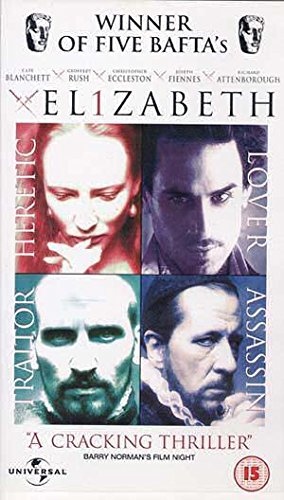 WINNER
OF FIVE BAFTA's
CATE BLANCHETT GEOFFREY RUSH CHRISTOPHER ECCLESTON JOSEPH FIENNES RICHARD ATTENBOROUGH
EL1ZABETH
HERETIC
LOVER
TRAITOR
ASSASSIN
"A CRACKING THRILLER"
BARRY NORMAN'S FILM NIGHT
UNIVERSAL
15